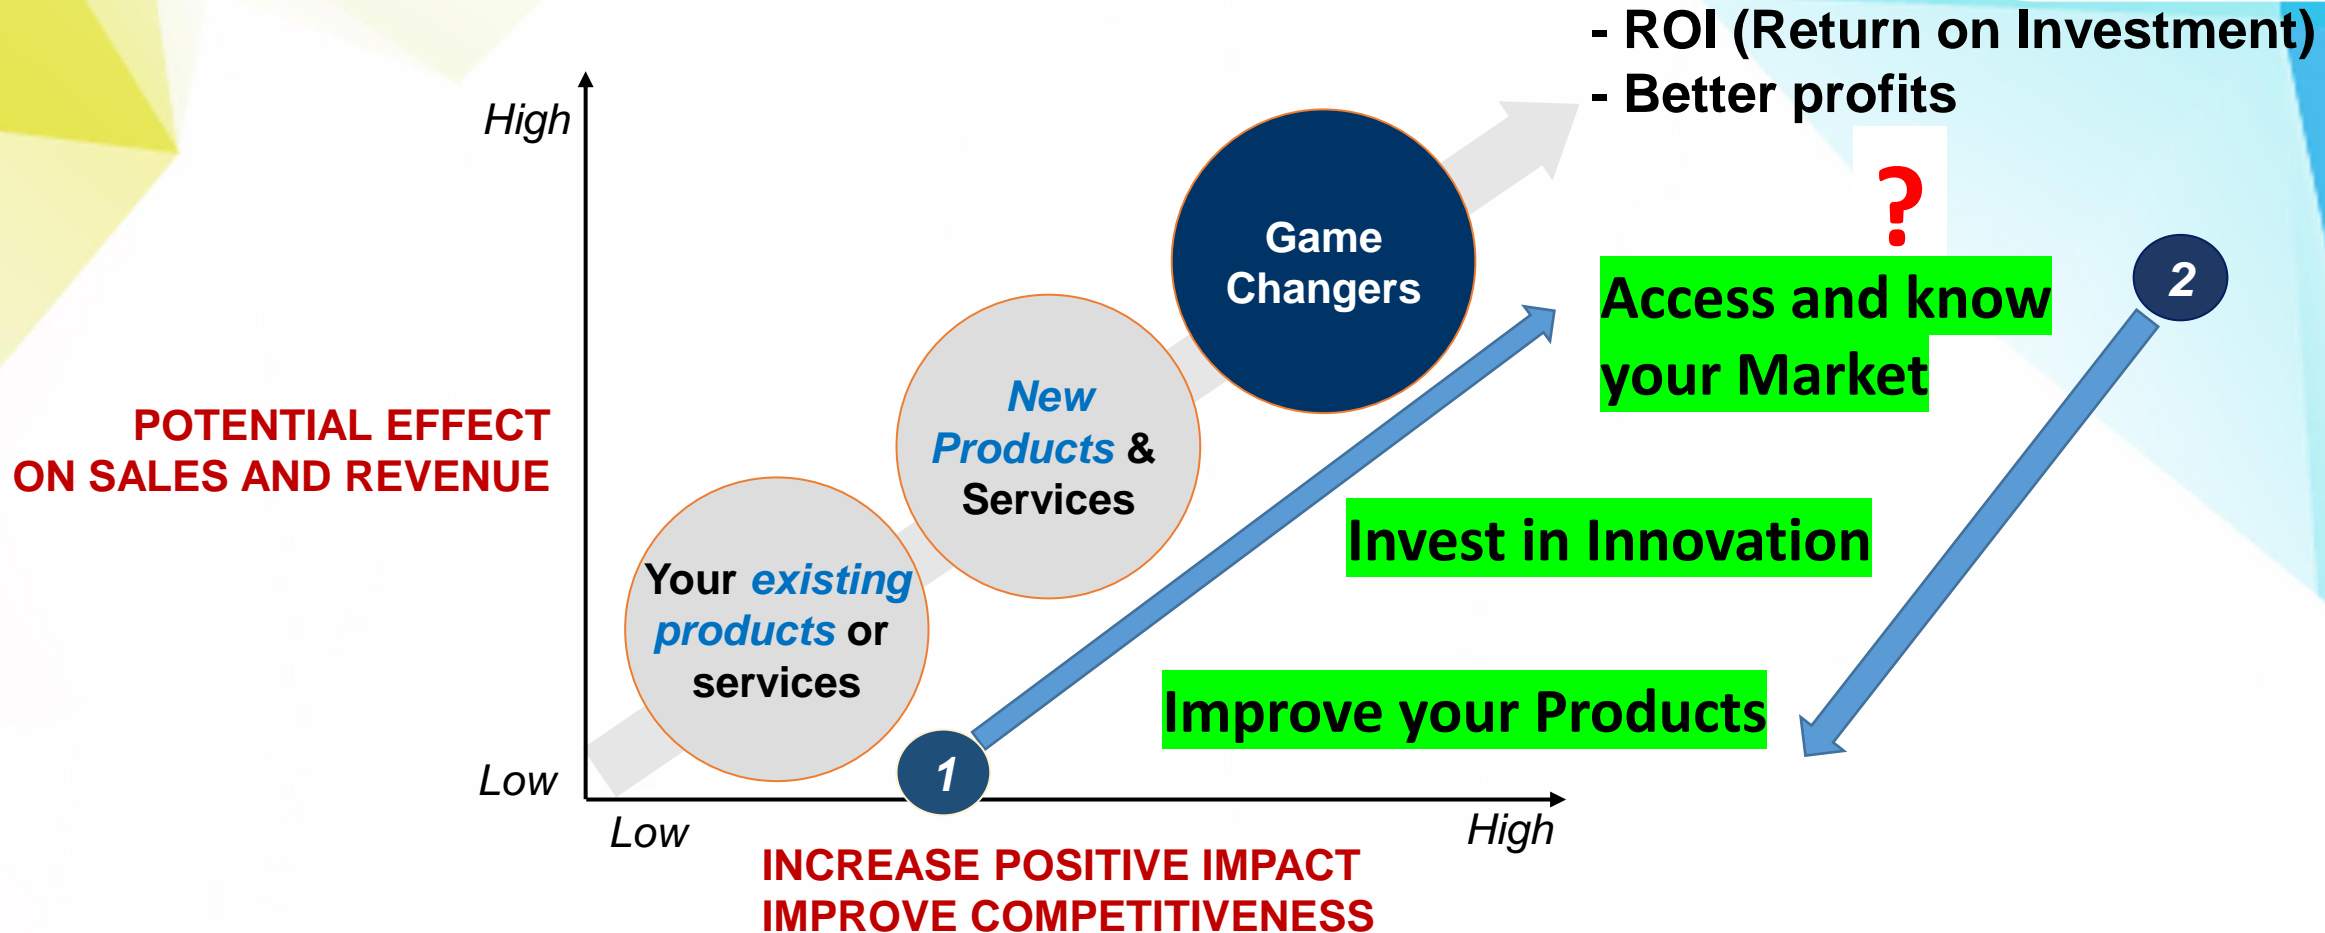 - ROI (Return on Investment)
- Better profits
High
?
Game
Changers
2
Access and know
your Market
New
Products &
Services
POTENTIAL EFFECT
ON SALES AND REVENUE
Invest in Innovation
Your existing
products or
services
Improve your Products
1
Low
Low
High
INCREASE POSITIVE IMPACT
IMPROVE COMPETITIVENESS